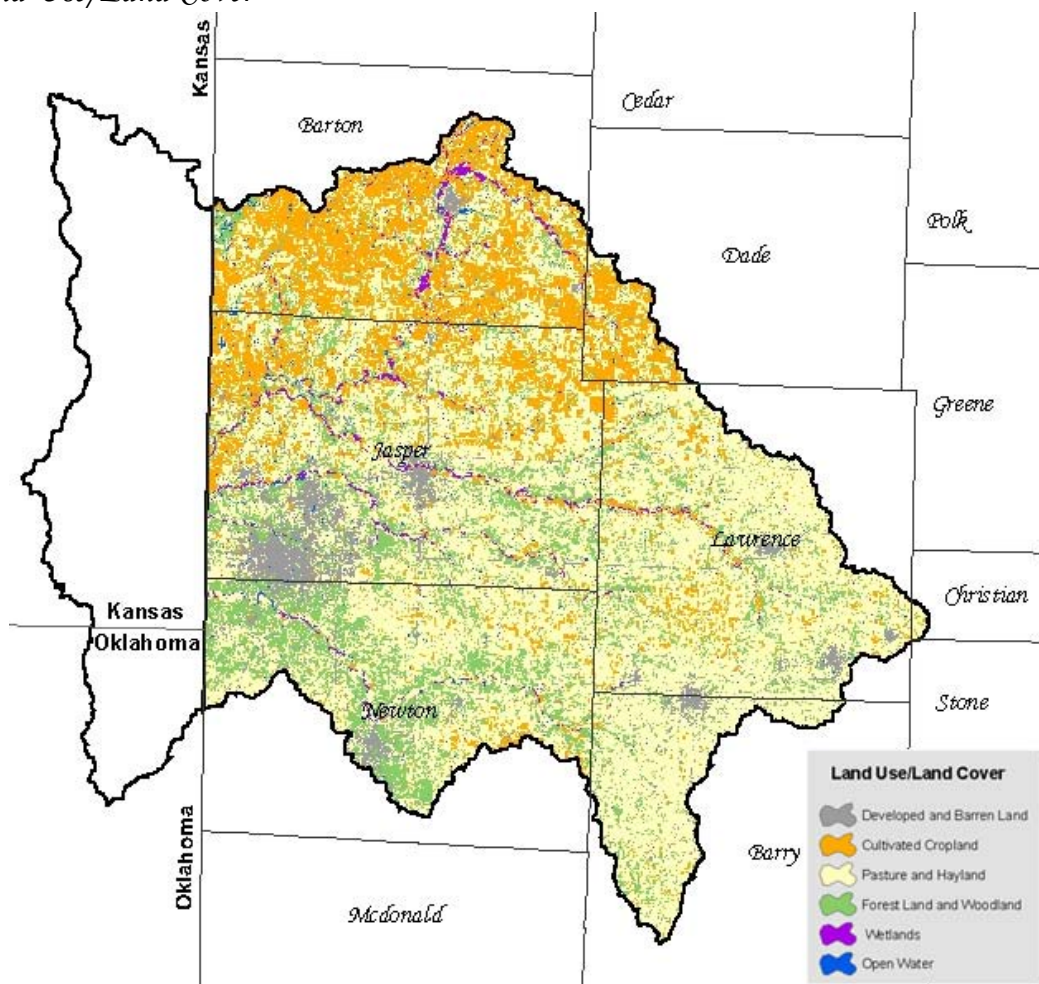 Kansas
Cedar
Barton
Polk
Dade
Greene
Jasper
Lawrence
Christian
Kansas
Oklahoma
Newton
Stone
Land Use/Land Cover
Developed and Barren Land
Cultivated Cropland
Pasture and Hayland
Forest Land and Woodland
Wetlands
Open Water
Barry
Oklahoma
Mcdonald